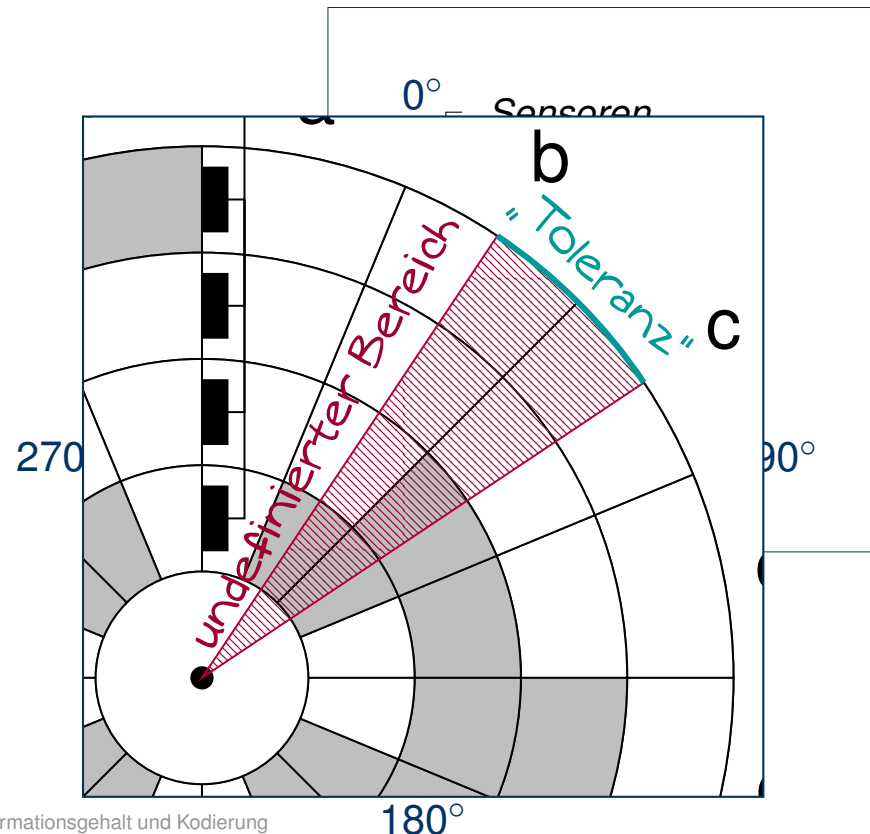 0°
Sensoren
a
b
„ Toleranz “
c
undefinierter Bereich
270
90°
180°
rmationsgehalt und Kodierung